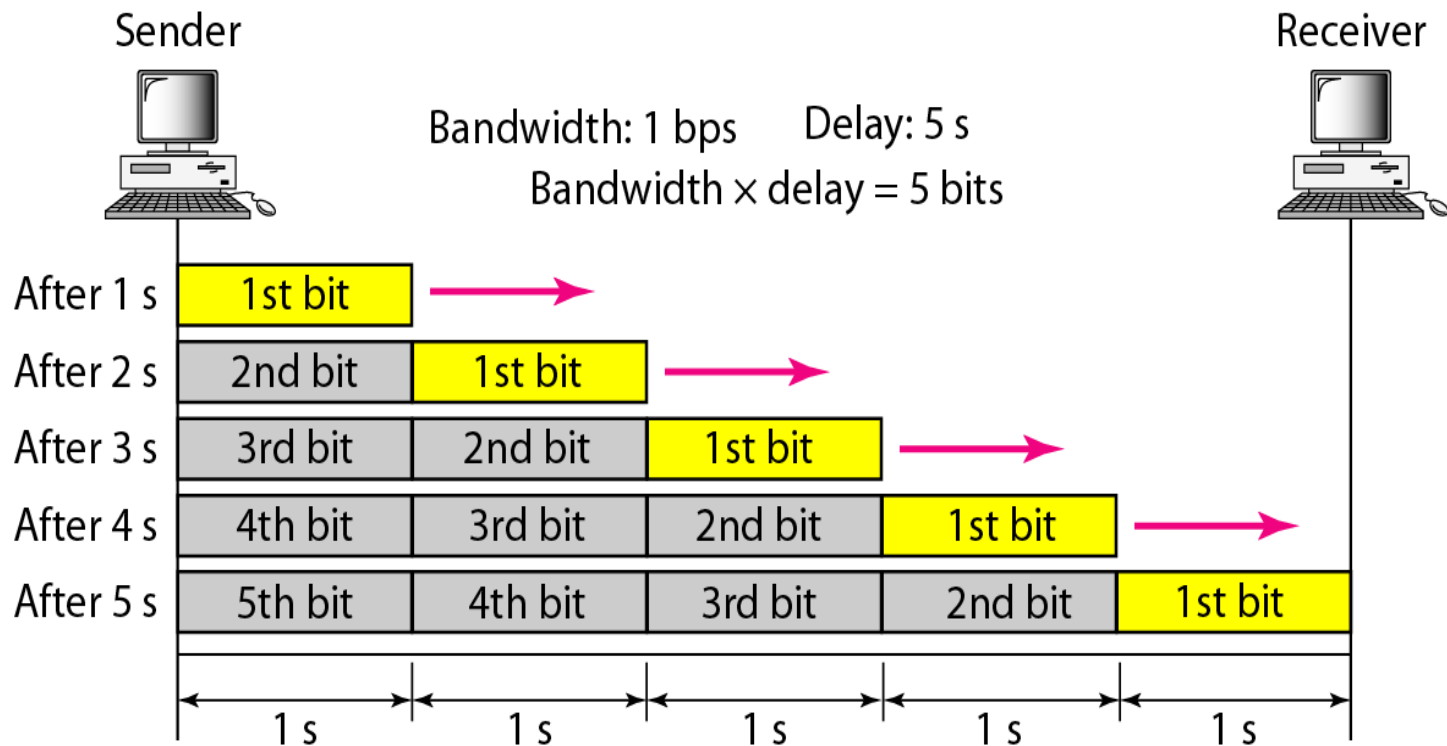 Sender Receiver
Bandwidth: 1 bps Delay: 5 s
Bandwidth × delay = 5 bits
After 1 s 1st bit
After 2 s 2nd bit 1st bit
After 3 s 3rd bit 2nd bit 1st bit
After 4 s 4th bit 3rd bit 2nd bit 1st bit
After 5 s 5th bit 4th bit 3rd bit 2nd bit 1st bit
1 s 1 s 1 s 1 s 1 s